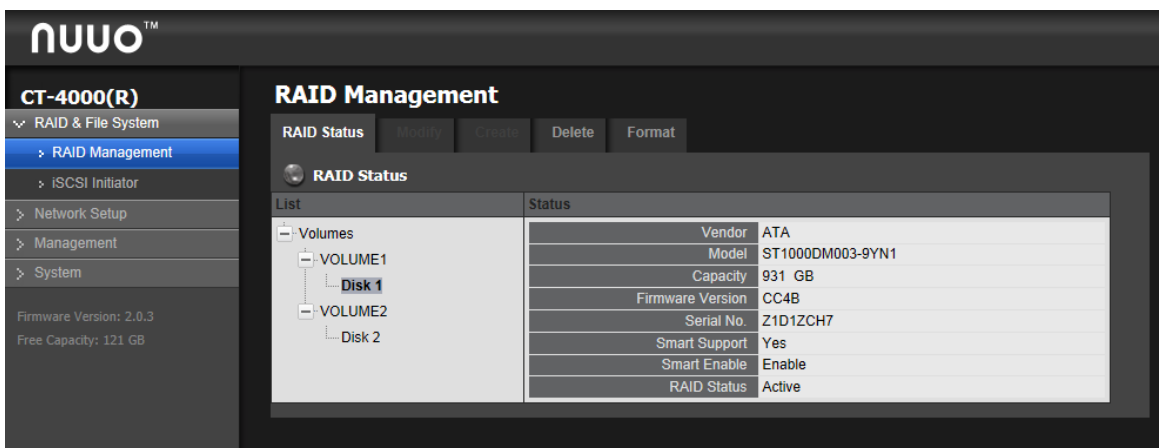 nuuo™
CT-4000(R)
RAID & File System
RAID Management
iSCSI Initiator
Network Setup
Management
System
Firmware Version: 2.0.3
Free Capacity: 121 GB
RAID Management
RAID Status Modify Create Delete Format
RAID Status
List Status
Volumes
VOLUME1
Disk 1
VOLUME2
Disk 2
Vendor ATA
Model ST1000DM003-9YN1
Capacity 931 GB
Firmware Version CC4B
Serial No. Z1D1ZCH7
Smart Support Yes
Smart Enable Enable
RAID Status Active